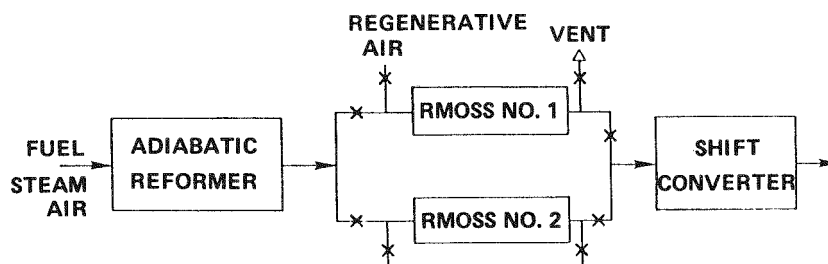 REGENERATIVE
AIR
VENT
RMOSS NO. 1
FUEL
STEAM
AIR
ADIABATIC
REFORMER
SHIFT
CONVERTER
RMOSS NO. 2